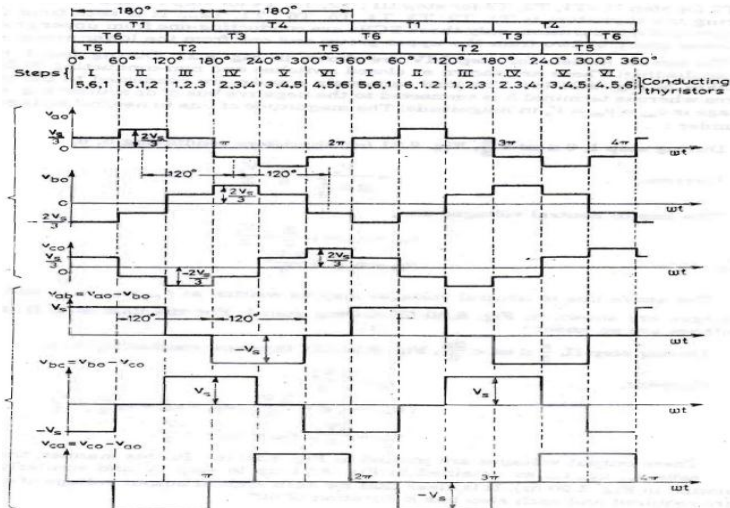 180° 180°
T1 T4 T1 T4
T6 T3 T6 T3
T5 T2 T5 T2 T5
0° 60° 120° 180° 240° 300° 360° 60° 120° 180° 240° 300° 360°
Steps { I II III IV V VI I II III IV V VI
5,6,1 6,1,2 1,2,3 2,3,4 3,4,5 4,5,6 5,6,1 6,1,2 1,2,3 2,3,4 3,4,5 4,5,6 } Conducting thyristors
vao
Vs/3 2Vs/3 π 2π 3π 4π
0 ωt
120° 120°
vbo
2Vs/3
ωt
-2Vs/3
vco
Vs/3 2Vs/3
0 -2Vs/3 ωt
vab = vao - vbo
Vs 120° 120°
-Vs ωt
vbc = vbo - vco
Vs Vs
ωt
-Vs
vca = vco - vao
π 2π 3π 4π
-Vs ωt